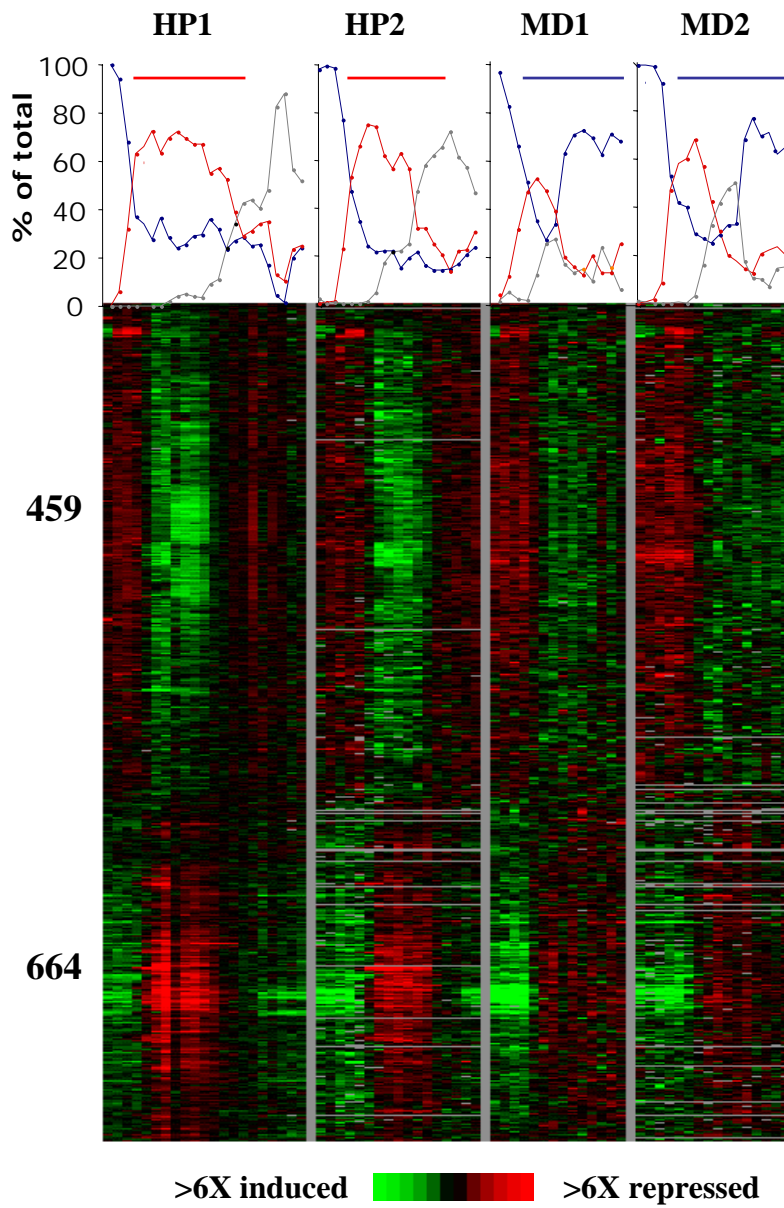 HP1 HP2 MD1 MD2
% of total
100
80
60
40
20
0
459
664
>6X induced >6X repressed